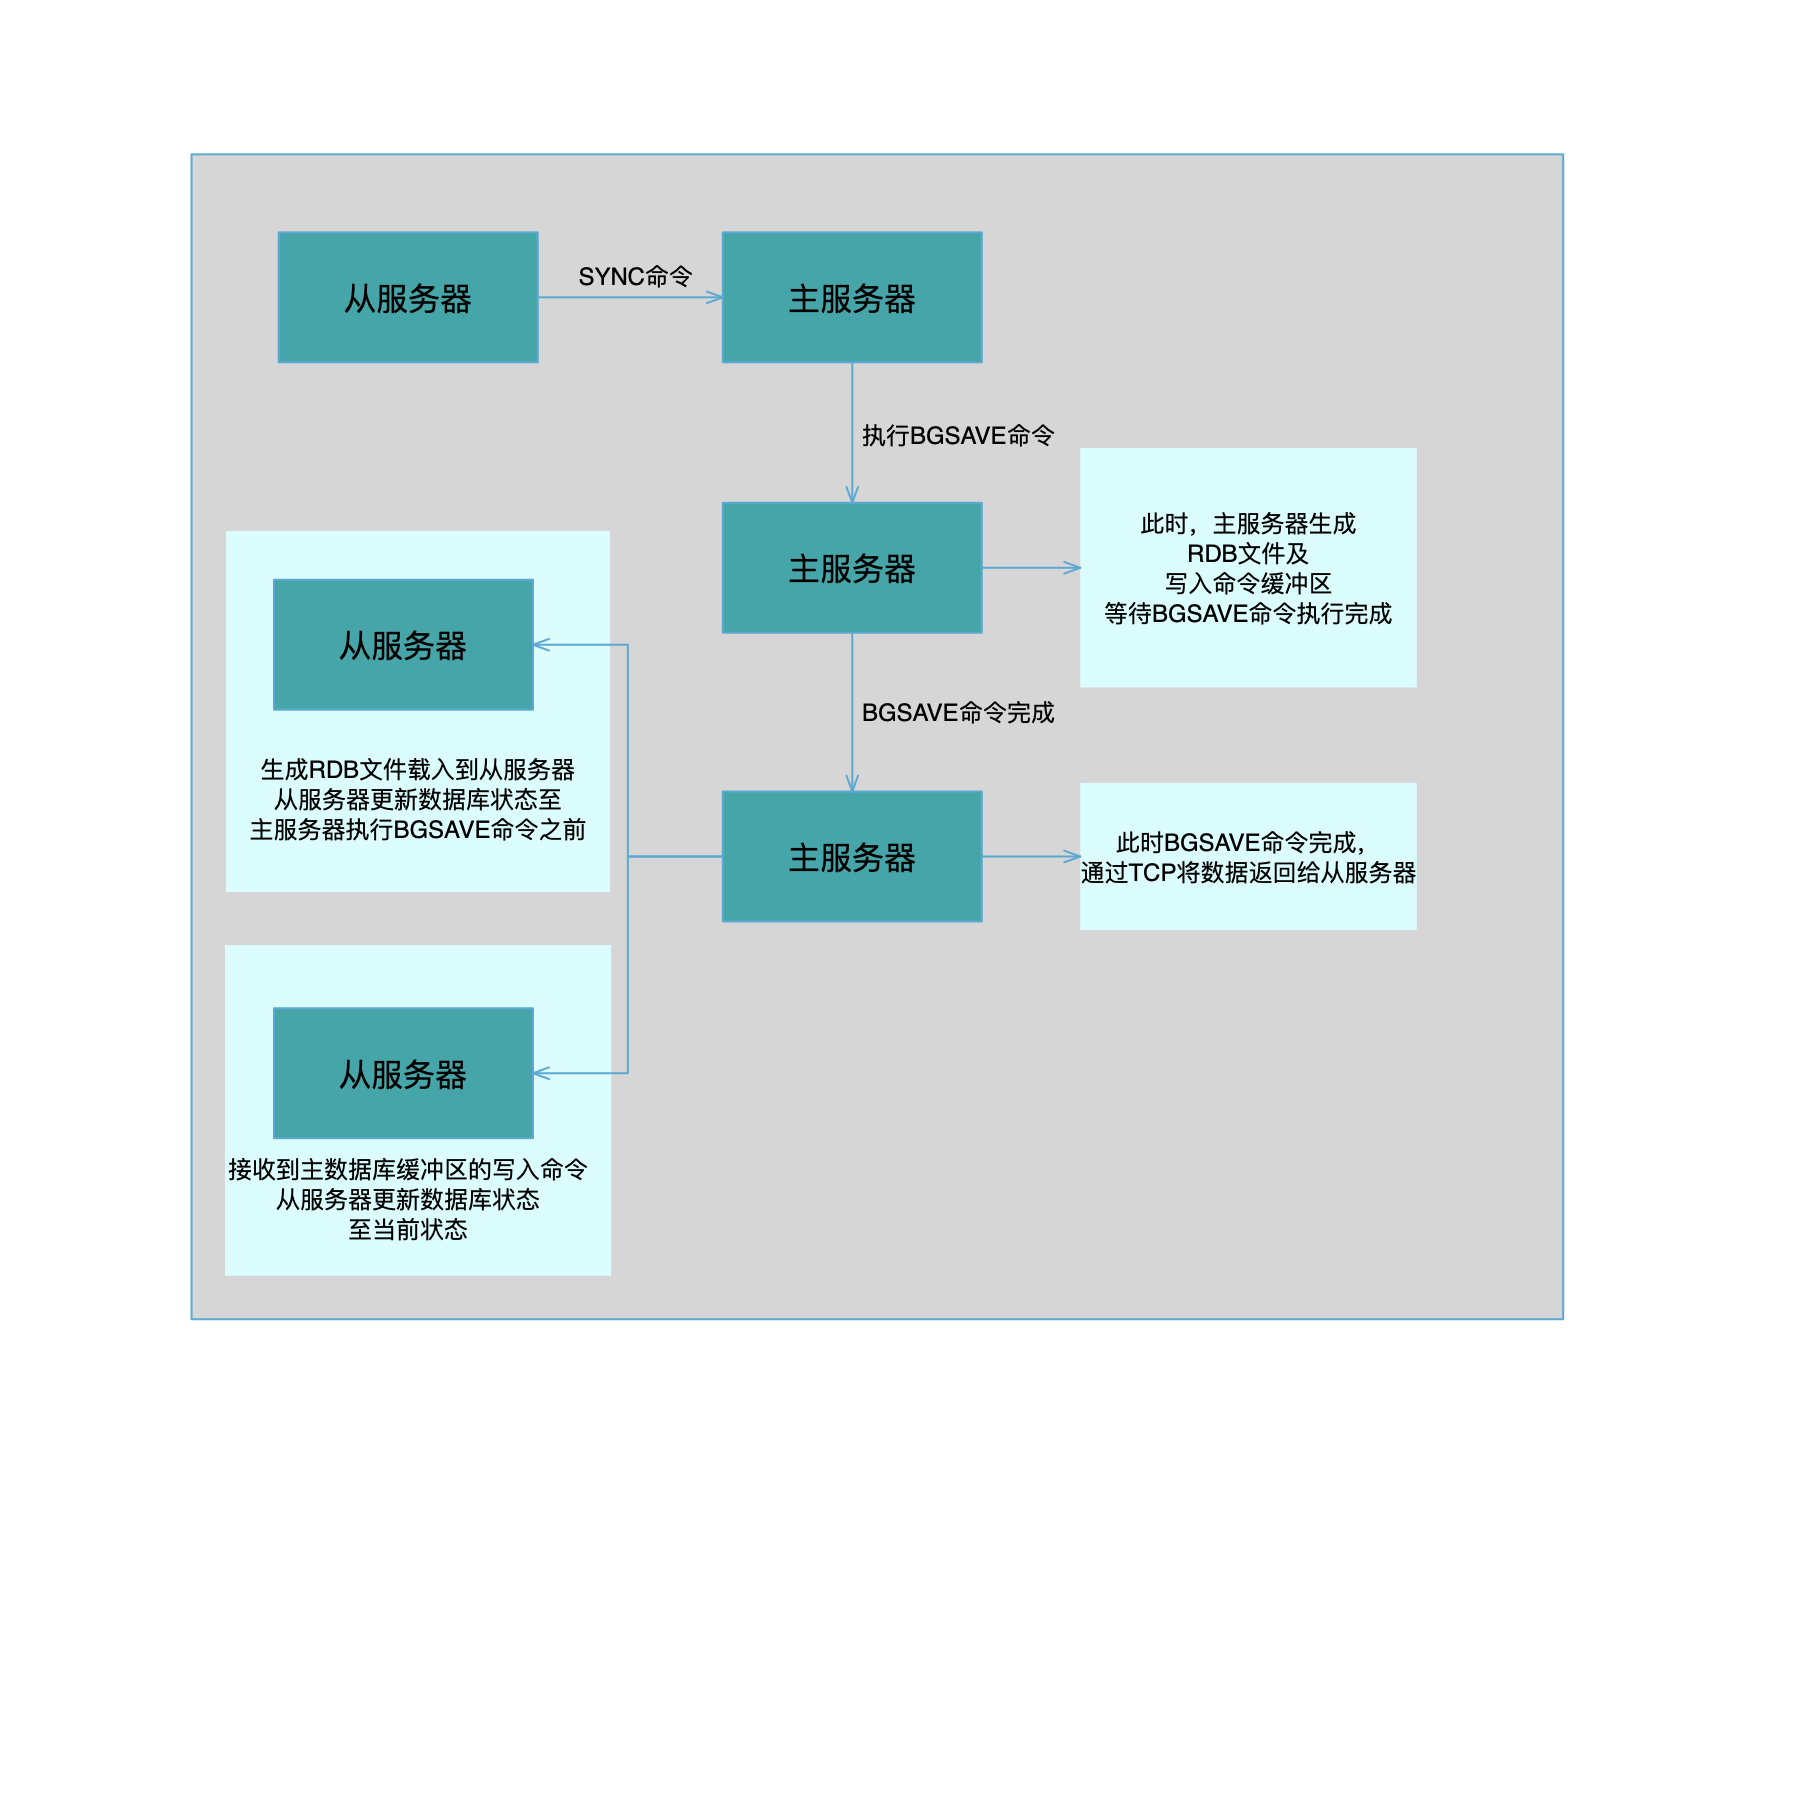 从服务器
SYNC命令
主服务器
执行BGSAVE命令
主服务器
此时，主服务器生成
RDB文件及
写入命令缓冲区
等待BGSAVE命令执行完成
从服务器
生成RDB文件载入到从服务器
从服务器更新数据库状态至
主服务器执行BGSAVE命令之前
BGSAVE命令完成
主服务器
此时BGSAVE命令完成，
通过TCP将数据返回给从服务器
从服务器
接收到主数据库缓冲区的写入命令
从服务器更新数据库状态
至当前状态